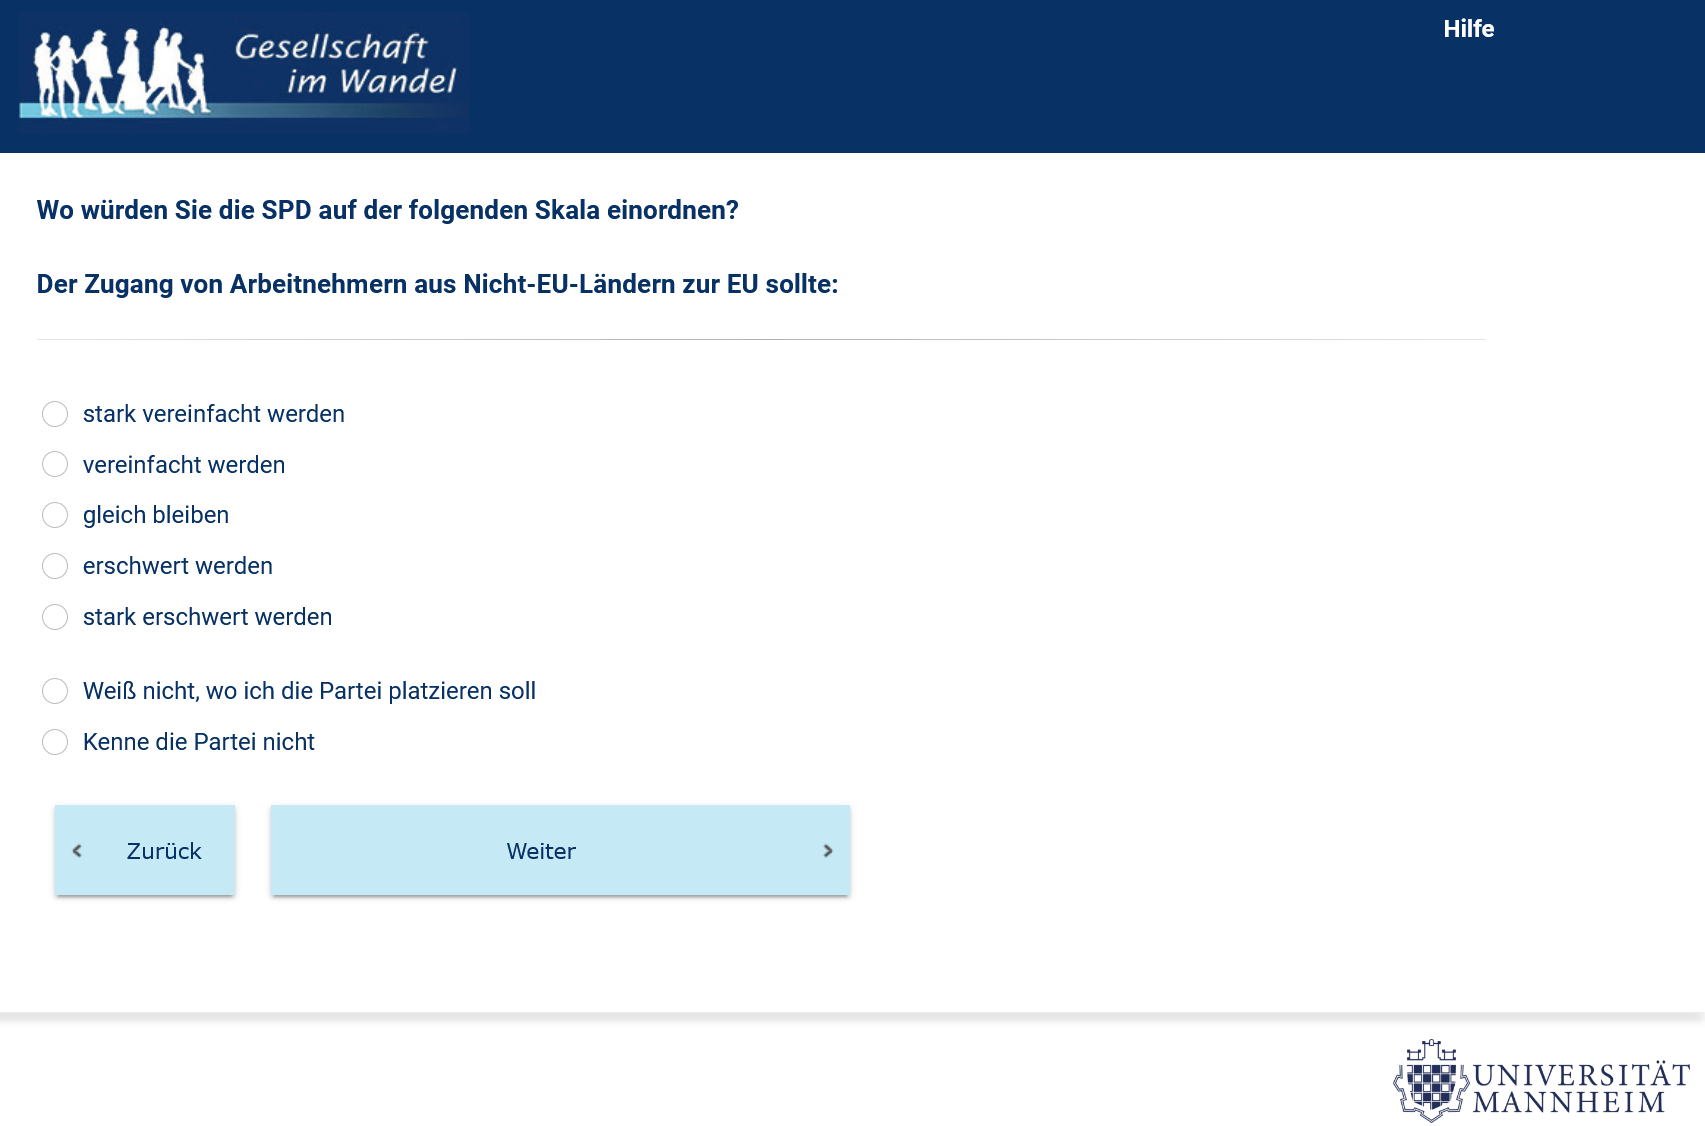 Gesellschaft
im Wandel
Hilfe
Wo würden Sie die SPD auf der folgenden Skala einordnen?
Der Zugang von Arbeitnehmern aus Nicht-EU-Ländern zur EU sollte:
stark vereinfacht werden
vereinfacht werden
gleich bleiben
erschwert werden
stark erschwert werden
Weiß nicht, wo ich die Partei platzieren soll
Kenne die Partei nicht
Zurück
Weiter
UNIVERSITÄT
MANNHEIM